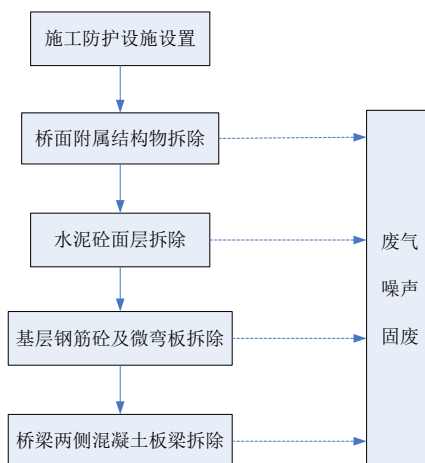 施工防护设施设置
桥面附属结构物拆除
水泥砼面层拆除
基层钢筋砼及微弯板拆除
桥梁两侧混凝土板梁拆除
废气
噪声
固废